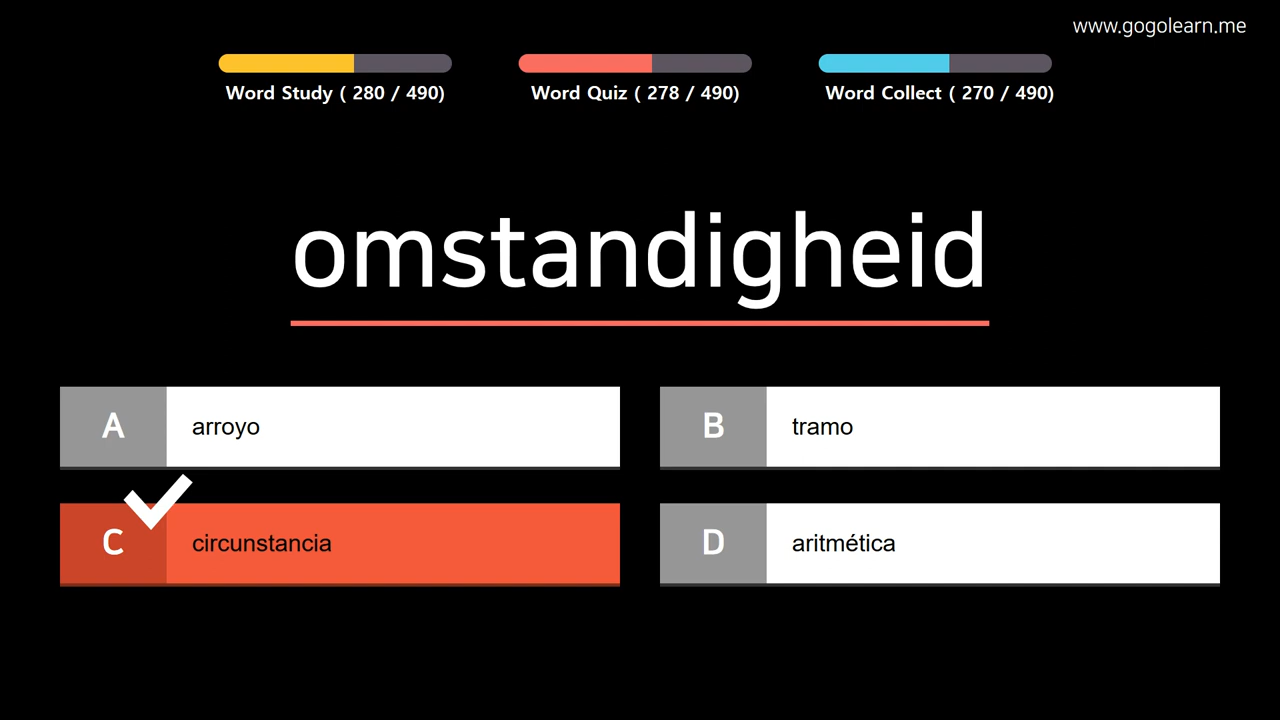 www.gogolearn.me
Word Study ( 280 / 490)
Word Quiz ( 278 / 490)
Word Collect ( 270 / 490)
omstandigheid
A arroyo
B tramo
C circunstancia
D aritmética